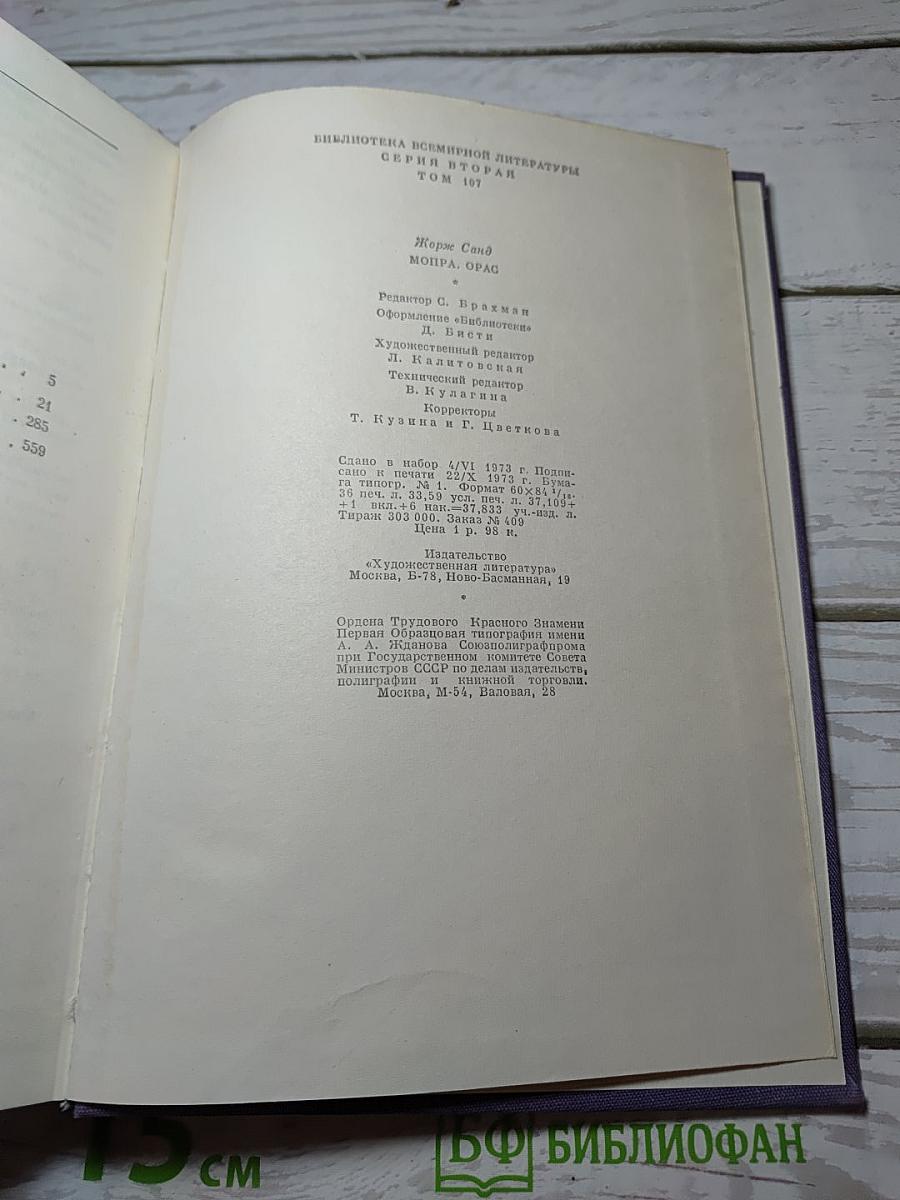 5
21
285
559
БИБЛИОТЕКА ВСЕМИРНОЙ ЛИТЕРАТУРЫ
СЕРИЯ ВТОРАЯ
ТОМ 107
Жорж Санд
МОПРА. ОРАС
*
Редактор С. Брахман
Оформление «Библиотеки»
Д. Бисти
Художественный редактор
Л. Калитовская
Технический редактор
В. Кулагина
Корректоры
Т. Кузина и Г. Цветкова
Сдано в набор 4/VI 1973 г. Подпи-
сано к печати 22/X 1973 г. Бума-
га типогр. № 1. Формат 60×84 1/16.
36 печ. л. 33,59 усл. печ. л. 37,109+
+1 вкл.+6 нак.=37,833 уч.-изд. л.
Тираж 303 000. Заказ № 409
Цена 1 р. 98 к.
Издательство
«Художественная литература»
Москва, Б-78, Ново-Басманная, 19
*
Ордена Трудового Красного Знамени
Первая Образцовая типография имени
А. А. Жданова Союзполиграфпрома
при Государственном комитете Совета
Министров СССР по делам издательств,
полиграфии и книжной торговли.
Москва, М-54, Валовая, 28
15 см
БФ БИБЛИОФАН